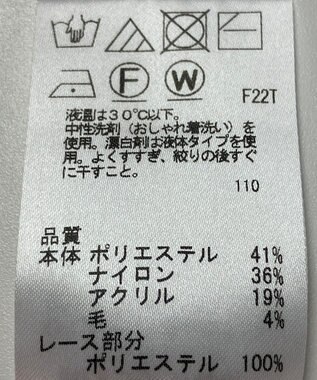 F W F22T
液温は30℃以下。
中性洗剤（おしゃれ着洗い）を
使用。漂白剤は液体タイプを使
用。よくすすぎ、絞りの後すぐ
に干すこと。
110
品質
本体 ポリエステル 41%
ナイロン 36%
アクリル 19%
毛 4%
レース部分
ポリエステル 100%